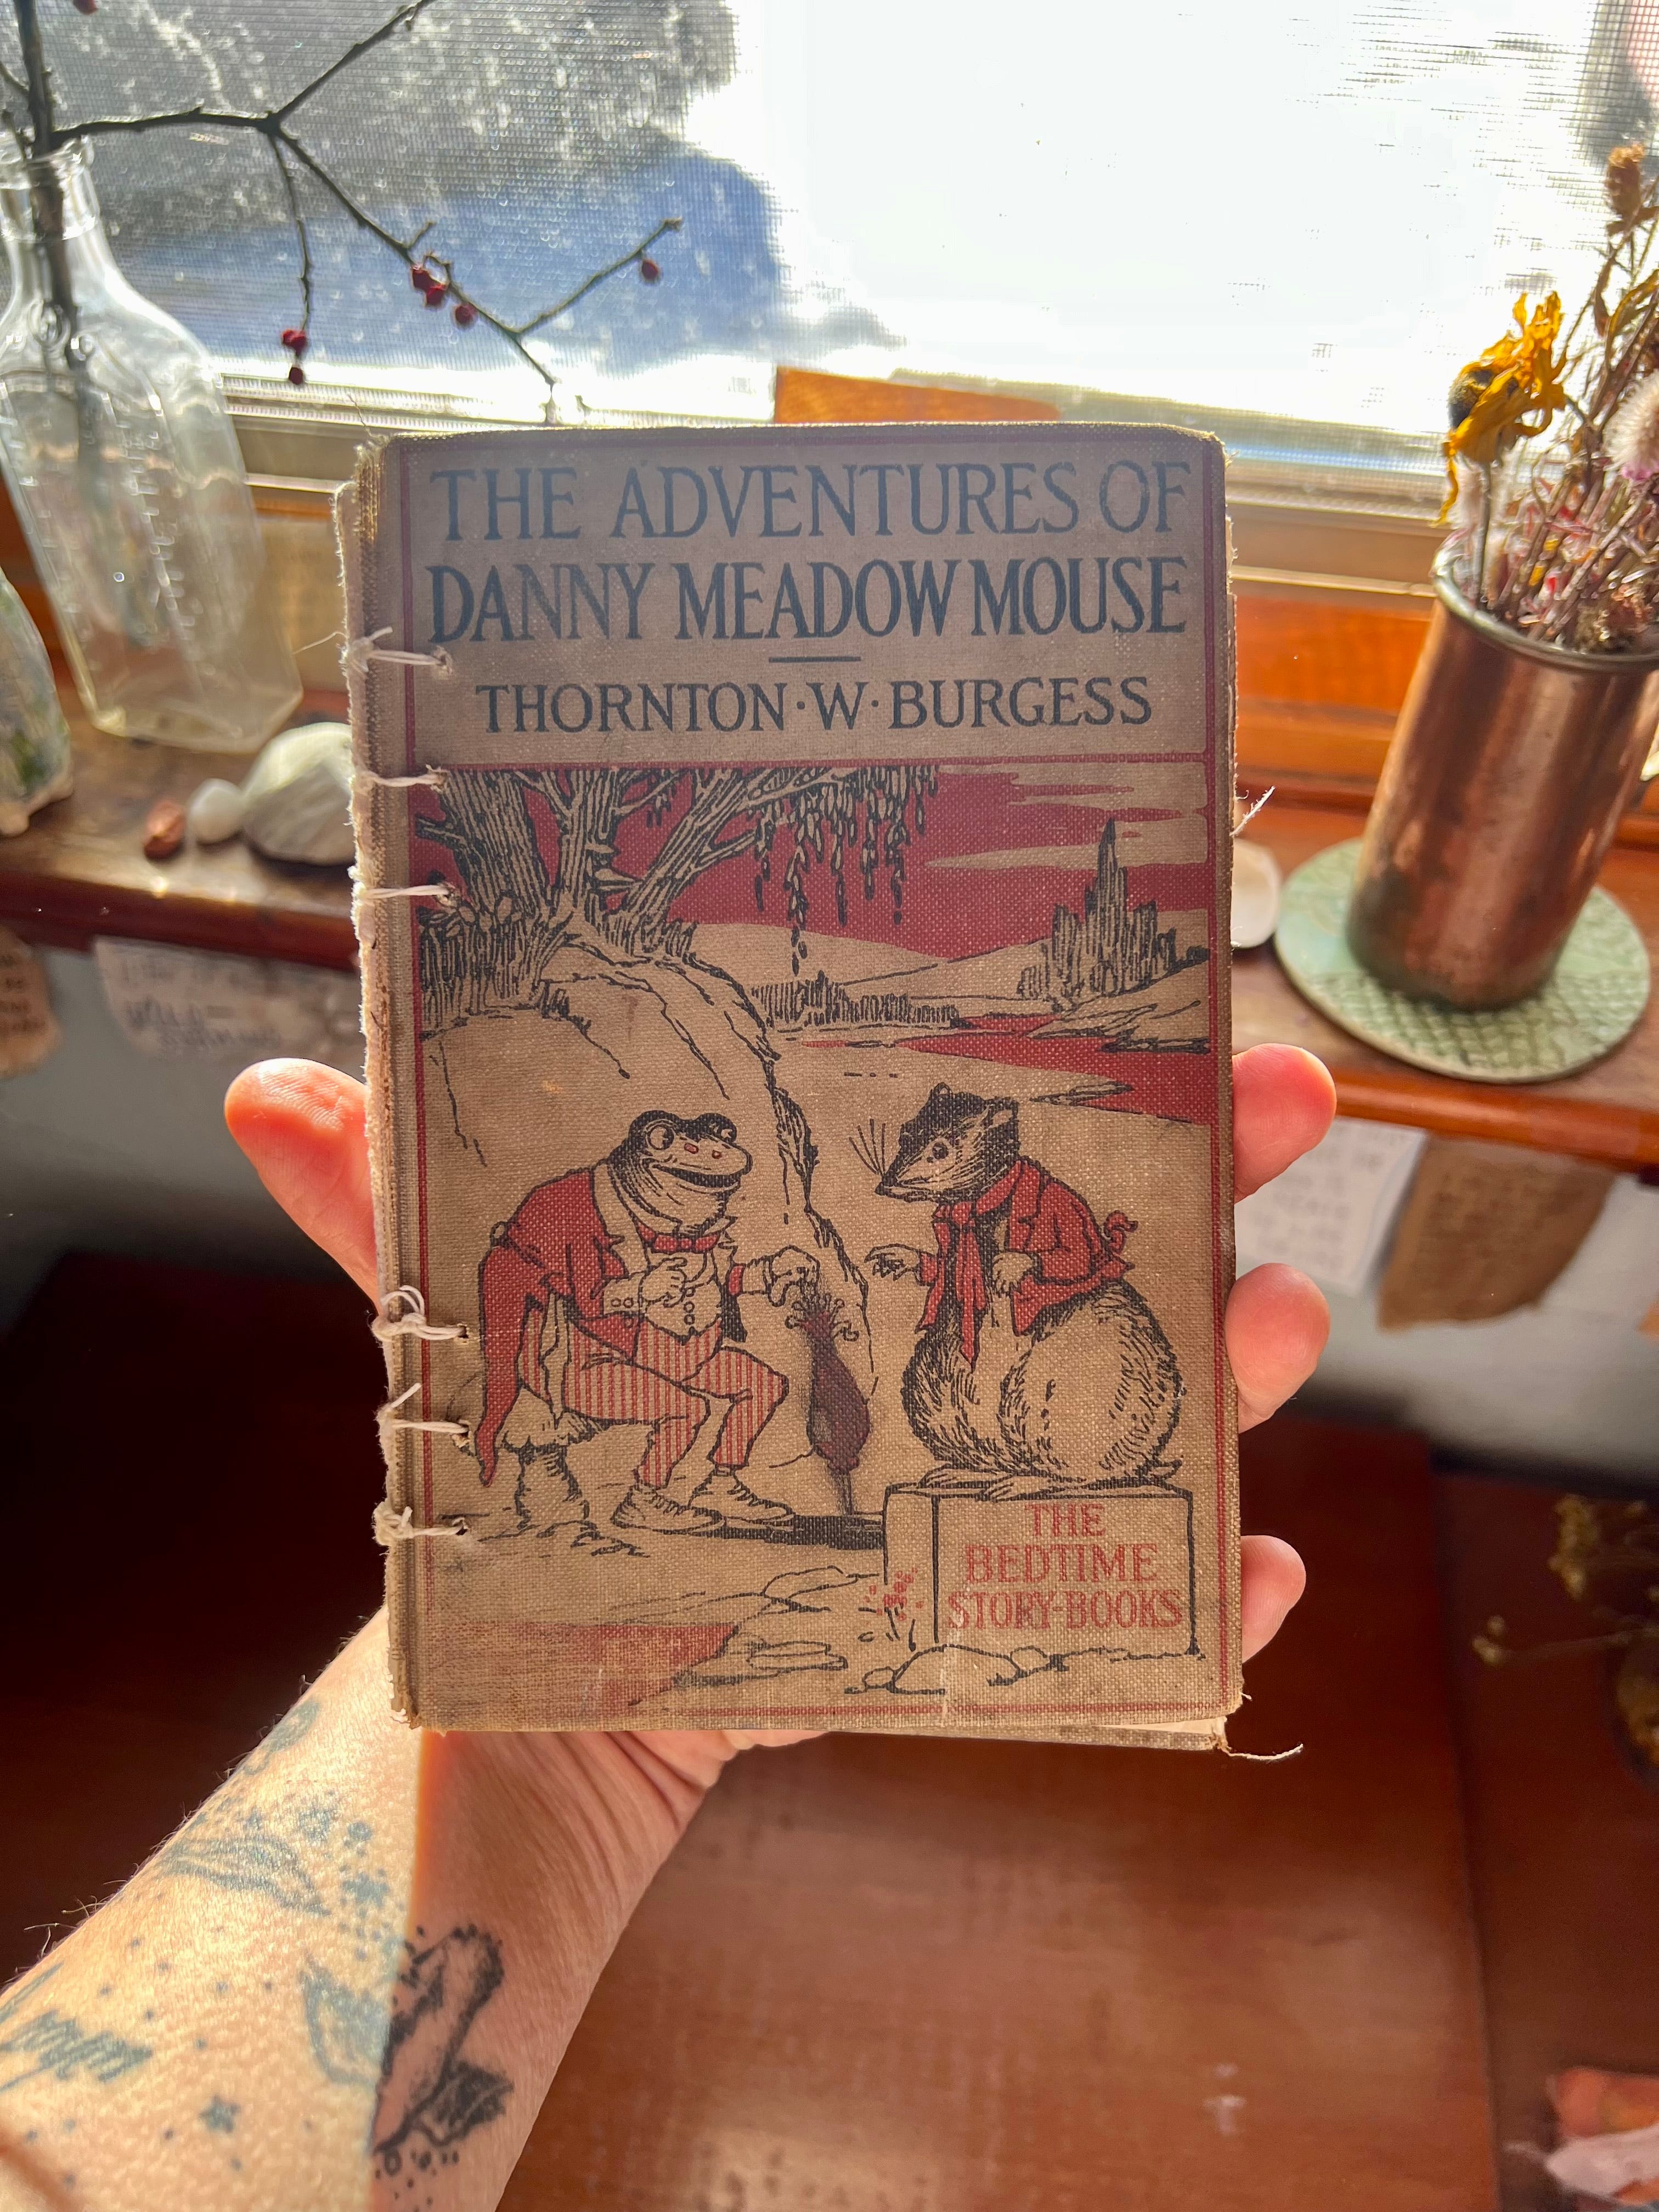 THE ADVENTURES OF
DANNY MEADOW MOUSE
THORNTON·W·BURGESS
THE
BEDTIME
STORY-BOOKS